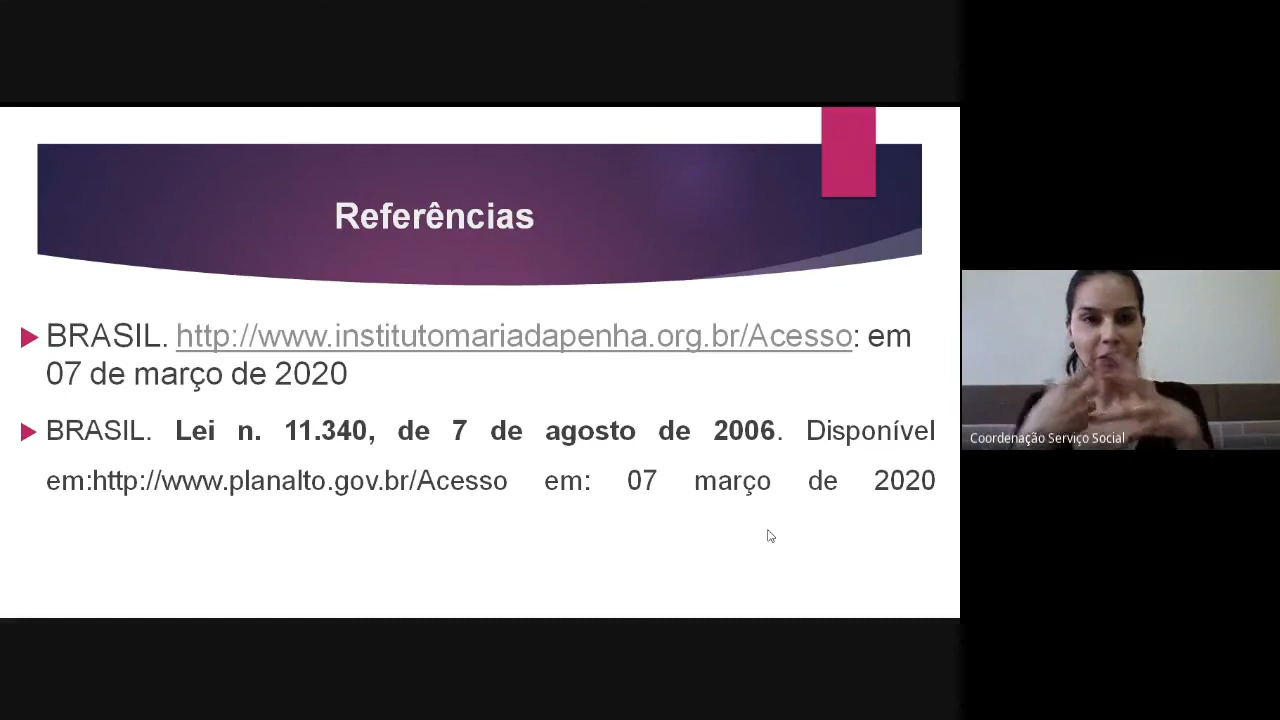 Referências
BRASIL. http://www.institutomariadapenha.org.br/Acesso: em
07 de março de 2020
BRASIL. Lei n. 11.340, de 7 de agosto de 2006. Disponível
em:http://www.planalto.gov.br/Acesso em: 07 março de 2020
Coordenação Serviço Social